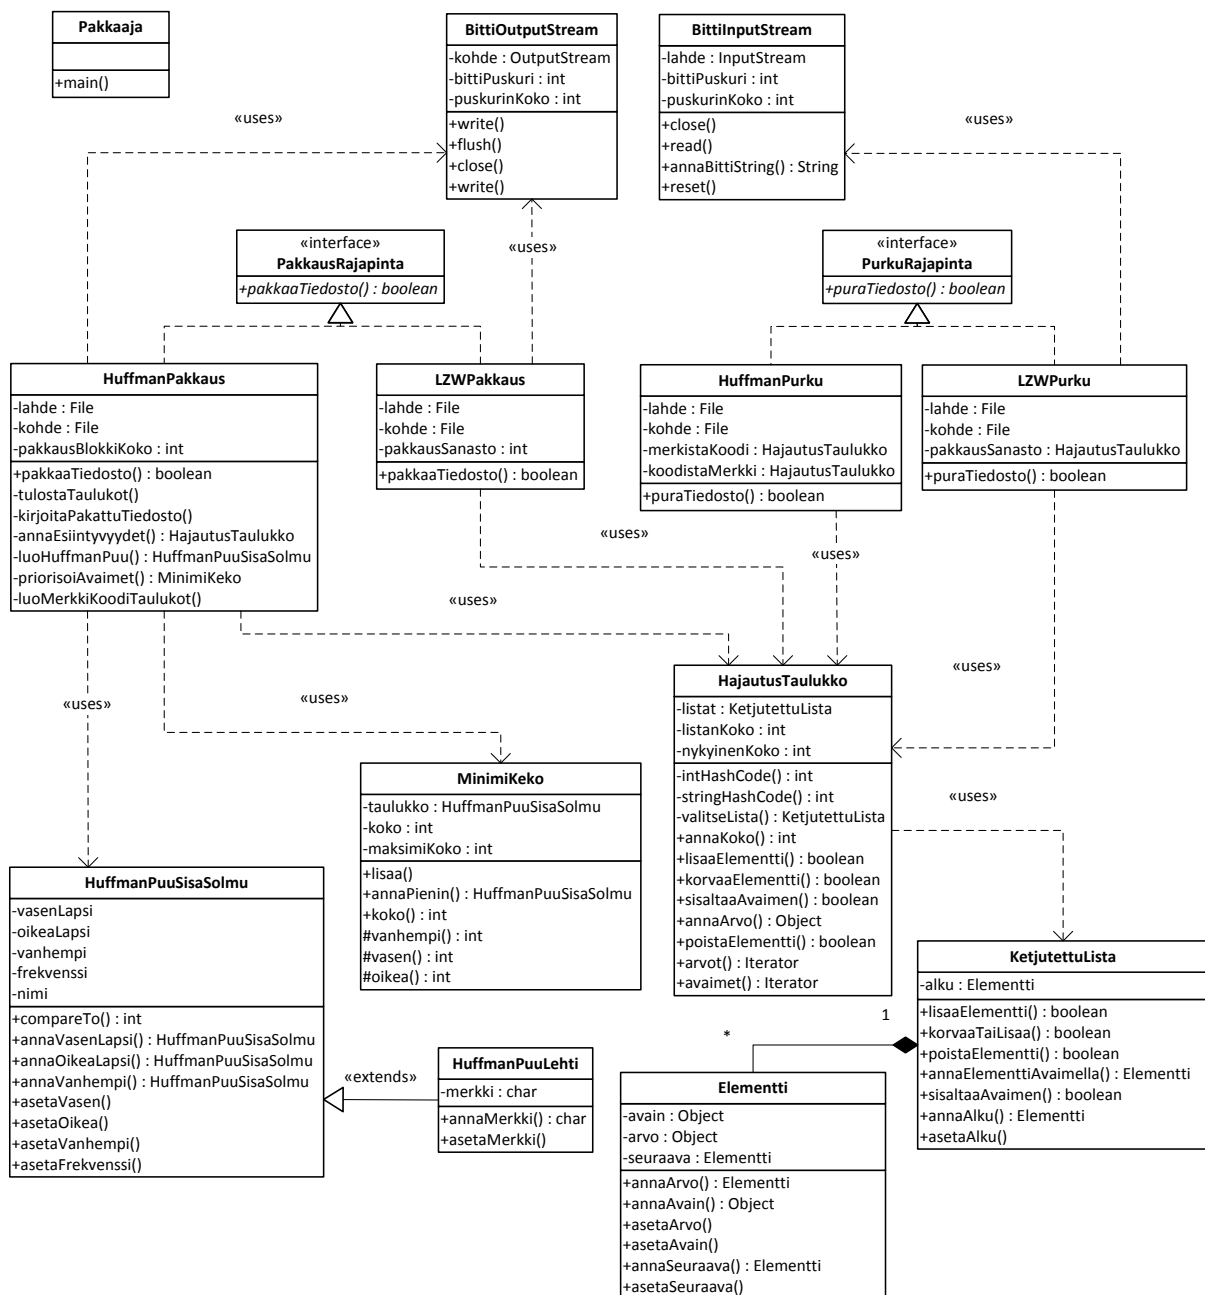 Pakkaaja
+main()
BittiOutputStream
-kohde : OutputStream
-bittiPuskuri : int
-puskurinKoko : int
+write()
+flush()
+close()
+write()
BittiInputStream
-lahde : InputStream
-bittiPuskuri : int
-puskurinKoko : int
+close()
+read()
+annaBittiString() : String
+reset()
«uses»
«uses»
«uses»
«interface»
PakkausRajapinta
+pakkaaTiedosto() : boolean
«interface»
PurkuRajapinta
+puraTiedosto() : boolean
HuffmanPakkaus
-lahde : File
-kohde : File
-pakkausBlokkiKoko : int
+pakkaaTiedosto() : boolean
-tulostaTaulukot()
-kirjoitaPakattuTiedosto()
-annaEsiintyvyydet() : HajautusTaulukko
-luoHuffmanPuu() : HuffmanPuuSisaSolmu
-priorisoiAvaimet() : MinimiKeko
-luoMerkkiKoodiTaulukot()
LZWPakkaus
-lahde : File
-kohde : File
-pakkausSanasto : int
+pakkaaTiedosto() : boolean
HuffmanPurku
-lahde : File
-kohde : File
-merkistaKoodi : HajautusTaulukko
-koodistaMerkki : HajautusTaulukko
+puraTiedosto() : boolean
LZWPurku
-lahde : File
-kohde : File
-pakkausSanasto : HajautusTaulukko
+puraTiedosto() : boolean
«uses»
«uses»
«uses»
«uses»
«uses»
«uses»
«uses»
HajautusTaulukko
-listat : KetjutettuLista
-listanKoko : int
-nykyinenKoko : int
-intHashCode() : int
-stringHashCode() : int
-valitseLista() : KetjutettuLista
+annaKoko() : int
+lisaaElementti() : boolean
+korvaaElementti() : boolean
+sisaltaaAvaimen() : boolean
+annaArvo() : Object
+poistaElementti() : boolean
+arvot() : Iterator
+avaimet() : Iterator
MinimiKeko
-taulukko : HuffmanPuuSisaSolmu
-koko : int
-maksimiKoko : int
+lisaa()
+annaPienin() : HuffmanPuuSisaSolmu
+koko() : int
#vanhempi() : int
#vasen() : int
#oikea() : int
HuffmanPuuSisaSolmu
-vasenLapsi
-oikeaLapsi
-vanhempi
-frekvenssi
-nimi
+compareTo() : int
+annaVasenLapsi() : HuffmanPuuSisaSolmu
+annaOikeaLapsi() : HuffmanPuuSisaSolmu
+annaVanhempi() : HuffmanPuuSisaSolmu
+asetaVasen()
+asetaOikea()
+asetaVanhempi()
+asetaFrekvenssi()
«extends»
HuffmanPuuLehti
-merkki : char
+annaMerkki() : char
+asetaMerkki()
KetjutettuLista
-alku : Elementti
+lisaaElementti() : boolean
+korvaaTaiLisaa() : boolean
+poistaElementti() : boolean
+annaElementtiAvaimella() : Elementti
+sisaltaaAvaimen() : boolean
+annaAlku() : Elementti
+asetaAlku()
1
*
Elementti
-avain : Object
-arvo : Object
-seuraava : Elementti
+annaArvo() : Elementti
+annaAvain() : Object
+asetaArvo()
+asetaAvain()
+annaSeuraava() : Elementti
+asetaSeuraava()